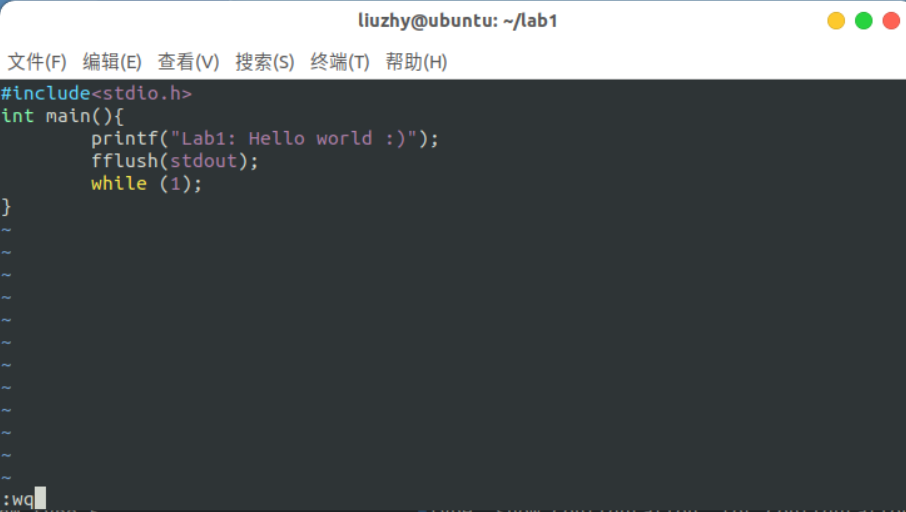 liuzhy@ubuntu: ~/lab1
文件(F) 编辑(E) 查看(V) 搜索(S) 终端(T) 帮助(H)
#include<stdio.h>
int main(){
        printf("Lab1: Hello world :)");
        fflush(stdout);
        while (1);
}
~
~
~
~
~
~
~
~
~
~
~
~
:wq